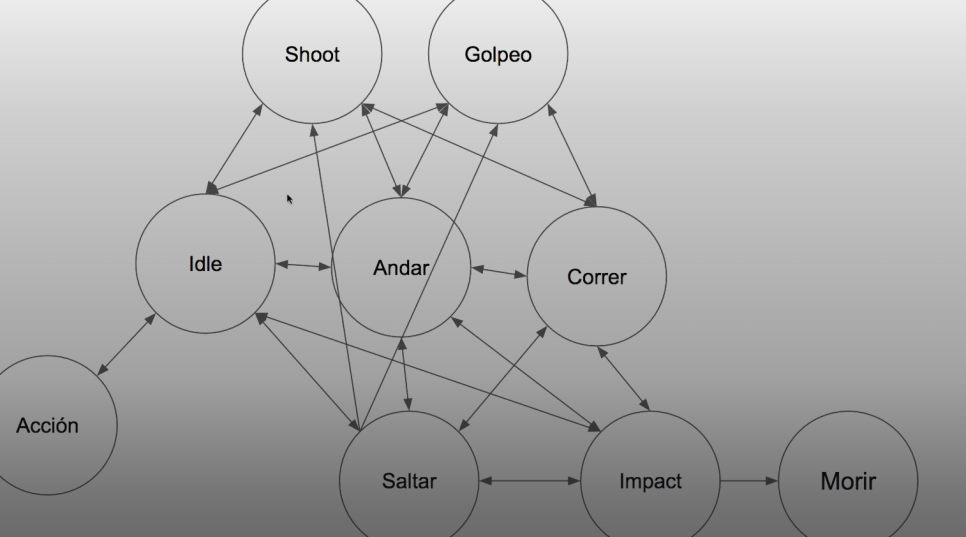 Shoot
Golpeo
Idle
Andar
Correr
Acción
Saltar
Impact
Morir